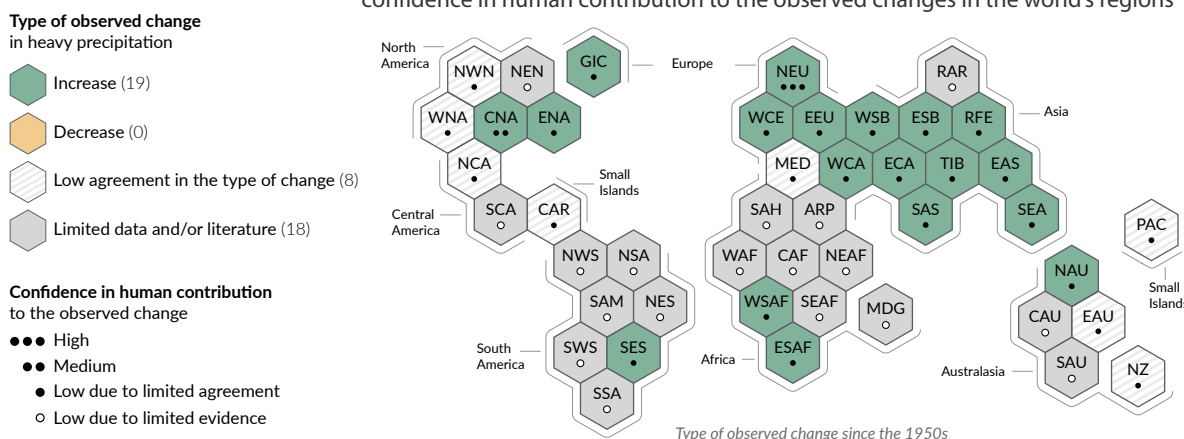 confidence in human contribution to the observed changes in the world's regions
Type of observed change
in heavy precipitation
Increase (19)
Decrease (0)
Low agreement in the type of change (8)
Limited data and/or literature (18)
Confidence in human contribution
to the observed change
High
Medium
Low due to limited agreement
Low due to limited evidence
North
America
NWN
NEN
GIC
Europe
NEU
RAR
WNA
CNA
ENA
WCE
EEU
WSB
ESB
RFE
Asia
NCA
MED
WCA
ECA
TIB
EAS
Small
Islands
Central
America
SCA
CAR
SAH
ARP
SAS
SEA
PAC
NWS
NSA
WAF
CAF
NEAF
NAU
Small
Islands
SAM
NES
WSAF
SEAF
MDG
CAU
EAU
South
America
SWS
SES
Africa
ESAF
Australasia
SAU
NZ
SSA
Type of observed change since the 1950s